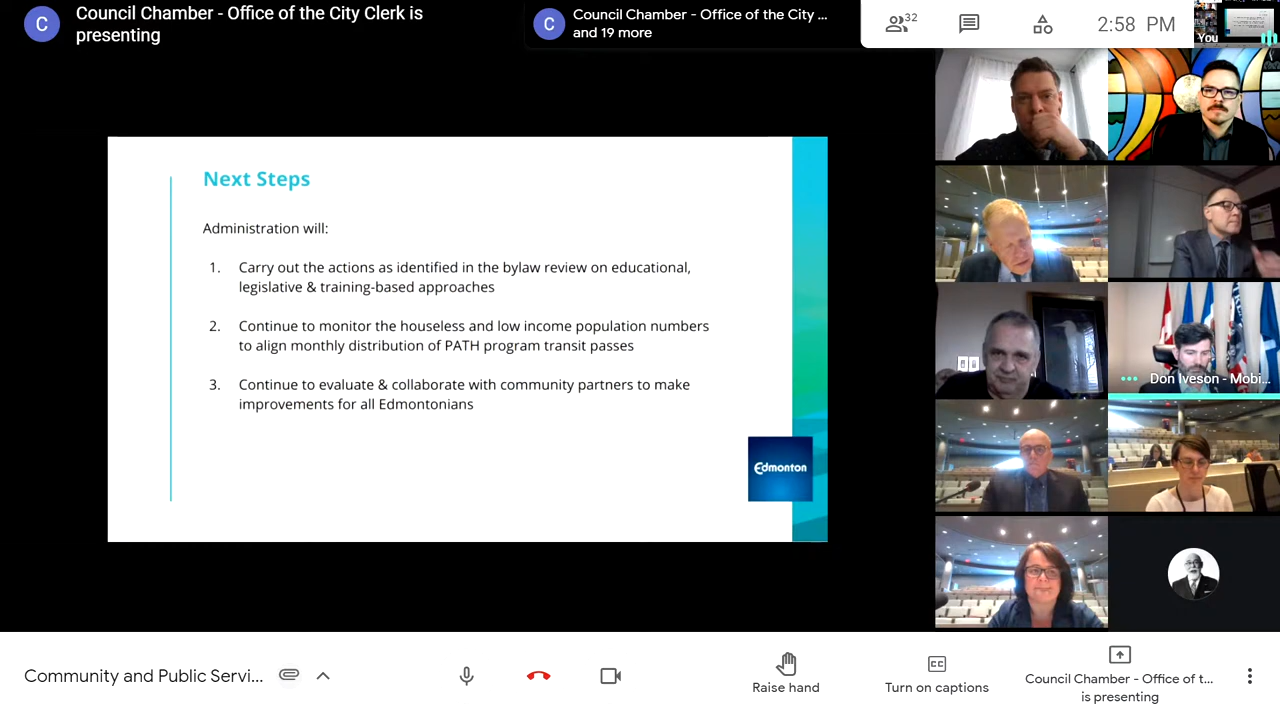 Council Chamber - Office of the City Clerk is
presenting
C
C
Council Chamber - Office of the City ...
and 19 more
32
2:58 PM
You
Next Steps
Administration will:
1. Carry out the actions as identified in the bylaw review on educational,
legislative & training-based approaches
2. Continue to monitor the houseless and low income population numbers
to align monthly distribution of PATH program transit passes
3. Continue to evaluate & collaborate with community partners to make
improvements for all Edmontonians
Edmonton
Don Iveson - Mobi...
Community and Public Servi...
Raise hand
CC
Turn on captions
Council Chamber - Office of t...
is presenting